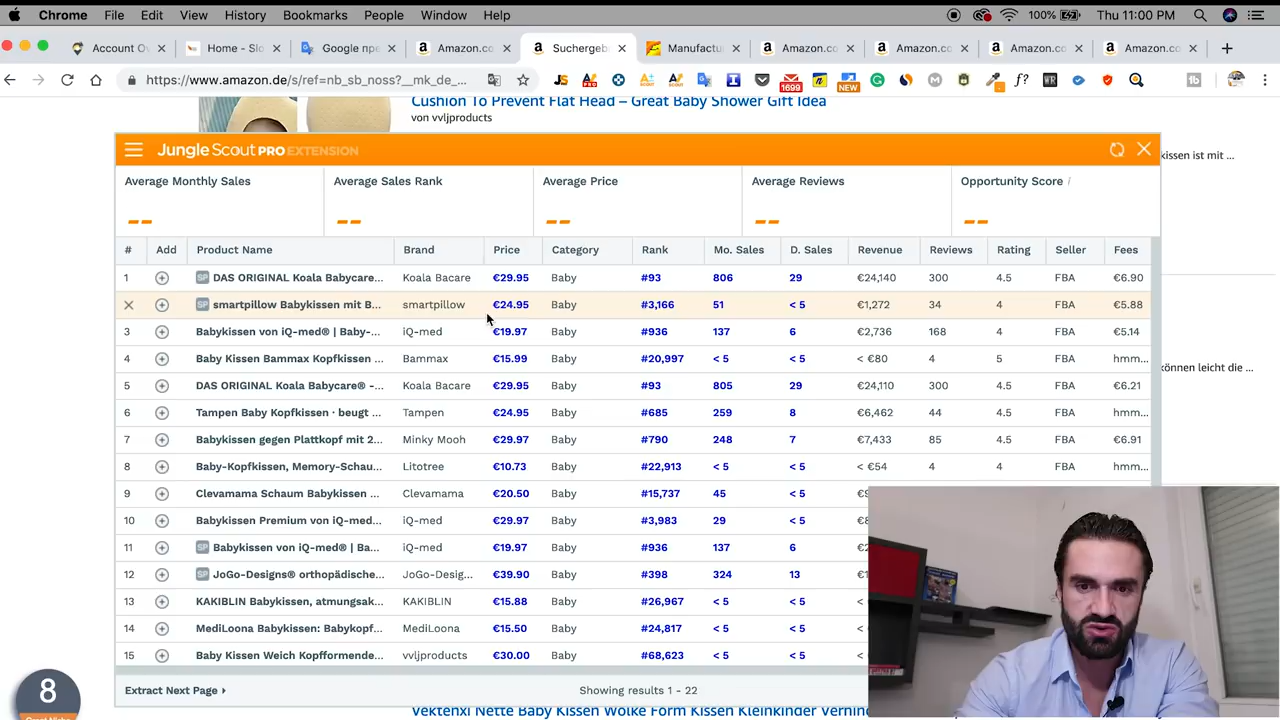 Chrome File Edit View History Bookmarks People Window Help 100% Thu 11:00 PM
Account O Home - Slo Google пре Amazon.co Suchergeb Manufactu Amazon.co Amazon.co Amazon.co Amazon.co
https://www.amazon.de/s/ref=nb_sb_noss?__mk_de_... 1699 NEW
Cushion To Prevent Flat Head – Great Baby Shower Gift Idea
von vvljproducts
Jungle Scout PRO EXTENSION
kissen ist mit ...
Average Monthly Sales Average Sales Rank Average Price Average Reviews Opportunity Score i
-- -- -- -- --
# Add Product Name Brand Price Category Rank Mo. Sales D. Sales Revenue Reviews Rating Seller Fees
1 SP DAS ORIGINAL Koala Babycare... Koala Bacare €29.95 Baby #93 806 29 €24,140 300 4.5 FBA €6.90
SP smartpillow Babykissen mit B... smartpillow €24.95 Baby #3,166 51 < 5 €1,272 34 4 FBA €5.88
3 Babykissen von iQ-med® | Baby-... iQ-med €19.97 Baby #936 137 6 €2,736 168 4 FBA €5.14
4 Baby Kissen Bammax Kopfkissen ... Bammax €15.99 Baby #20,997 < 5 < 5 < €80 4 5 FBA hmm...
können leicht die ...
5 DAS ORIGINAL Koala Babycare® -... Koala Bacare €29.95 Baby #93 805 29 €24,110 300 4.5 FBA €6.21
6 Tampen Baby Kopfkissen · beugt ... Tampen €24.95 Baby #685 259 8 €6,462 44 4.5 FBA hmm...
7 Babykissen gegen Plattkopf mit 2... Minky Mooh €29.97 Baby #790 248 7 €7,433 85 4.5 FBA €6.91
8 Baby-Kopfkissen, Memory-Schau... Litotree €10.73 Baby #22,913 < 5 < 5 < €54 4 4 FBA hmm...
9 Clevamama Schaum Babykissen ... Clevamama €20.50 Baby #15,737 45 < 5
10 Babykissen Premium von iQ-med... iQ-med €29.97 Baby #3,983 29 < 5
11 SP Babykissen von iQ-med® | Ba... iQ-med €19.97 Baby #936 137 6
12 SP JoGo-Designs® orthopädische... JoGo-Desig... €39.90 Baby #398 324 13
13 KAKIBLIN Babykissen, atmungsak... KAKIBLIN €15.88 Baby #26,967 < 5 < 5 <
14 MediLoona Babykissen: Babykopf... MediLoona €15.50 Baby #24,817 < 5 < 5 <
15 Baby Kissen Weich Kopfformende... vvljproducts €30.00 Baby #68,623 < 5 < 5 <
Extract Next Page Showing results 1 - 22
8
Great Niche
Vektenxi Nette Baby Kissen Wolke Form Kissen Kleinkinder Verhin